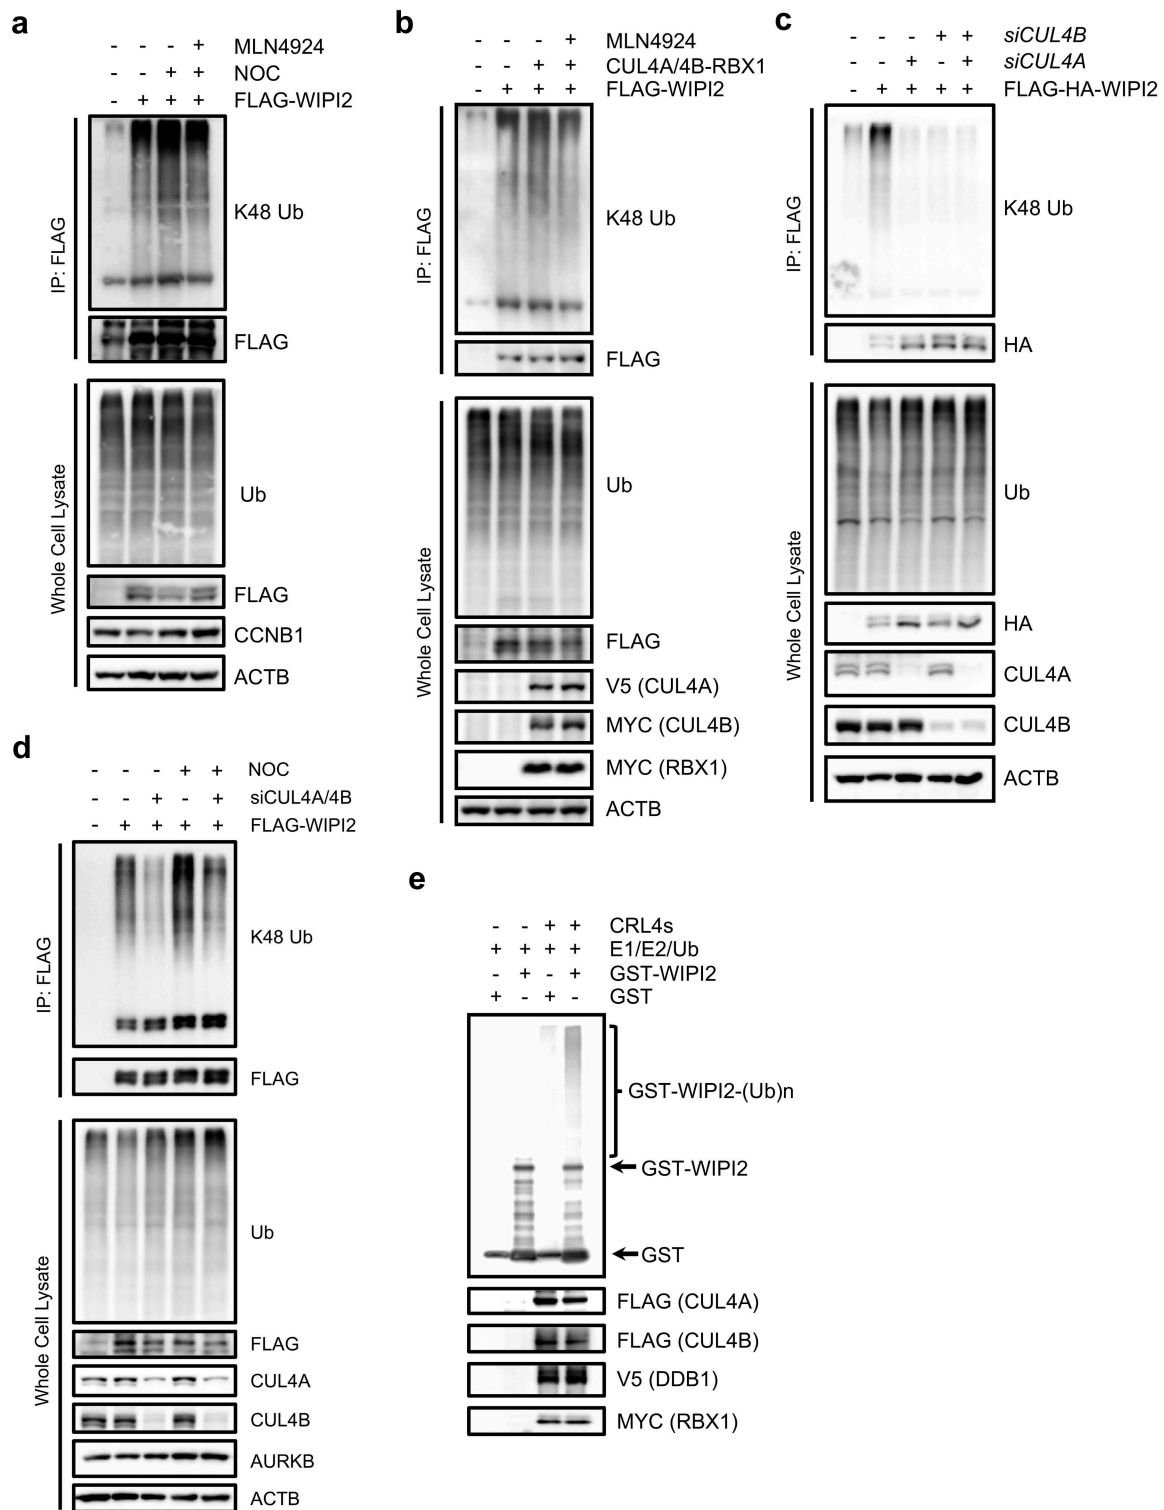 a
- - - + MLN4924
- - + + NOC
- + + + FLAG-WIPI2
IP: FLAG
K48 Ub
FLAG
Whole Cell Lysate
Ub
FLAG
CCNB1
ACTB
b
- - - + MLN4924
- - + + CUL4A/4B-RBX1
- + + + FLAG-WIPI2
IP: FLAG
K48 Ub
FLAG
Whole Cell Lysate
Ub
FLAG
V5 (CUL4A)
MYC (CUL4B)
MYC (RBX1)
ACTB
c
- - - + + siCUL4B
- - + - + siCUL4A
- + + + + FLAG-HA-WIPI2
IP: FLAG
K48 Ub
HA
Whole Cell Lysate
Ub
HA
CUL4A
CUL4B
ACTB
d
- - - + + NOC
- - + - + siCUL4A/4B
- + + + + FLAG-WIPI2
IP: FLAG
K48 Ub
FLAG
Whole Cell Lysate
Ub
FLAG
CUL4A
CUL4B
AURKB
ACTB
e
- - + + CRL4s
+ + + + E1/E2/Ub
- + - + GST-WIPI2
+ - + - GST
GST-WIPI2-(Ub)n
GST-WIPI2
GST
FLAG (CUL4A)
FLAG (CUL4B)
V5 (DDB1)
MYC (RBX1)